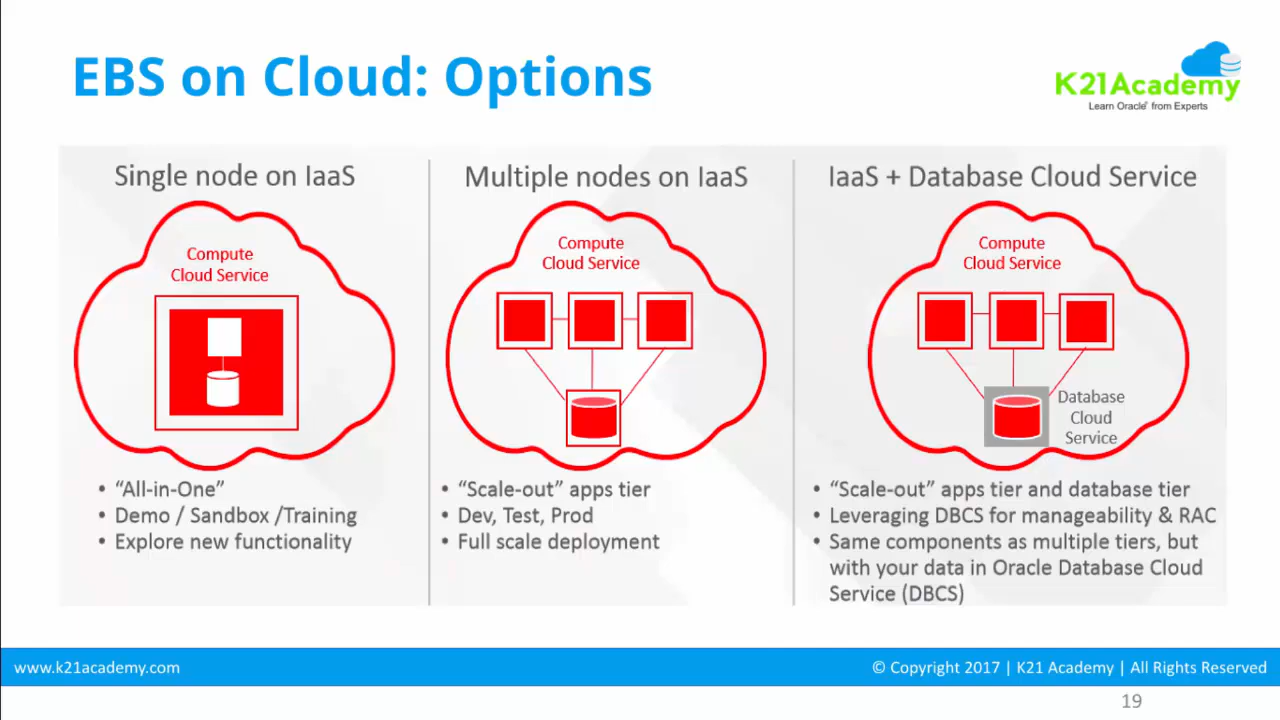 EBS on Cloud: Options
K21Academy
Learn Oracle' from Experts
Single node on IaaS
Compute
Cloud Service
• “All-in-One”
• Demo / Sandbox /Training
• Explore new functionality
Multiple nodes on IaaS
Compute
Cloud Service
• “Scale-out” apps tier
• Dev, Test, Prod
• Full scale deployment
IaaS + Database Cloud Service
Compute
Cloud Service
Database
Cloud
Service
• “Scale-out” apps tier and database tier
• Leveraging DBCS for manageability & RAC
• Same components as multiple tiers, but
with your data in Oracle Database Cloud
Service (DBCS)
www.k21academy.com
© Copyright 2017 | K21 Academy | All Rights Reserved
19